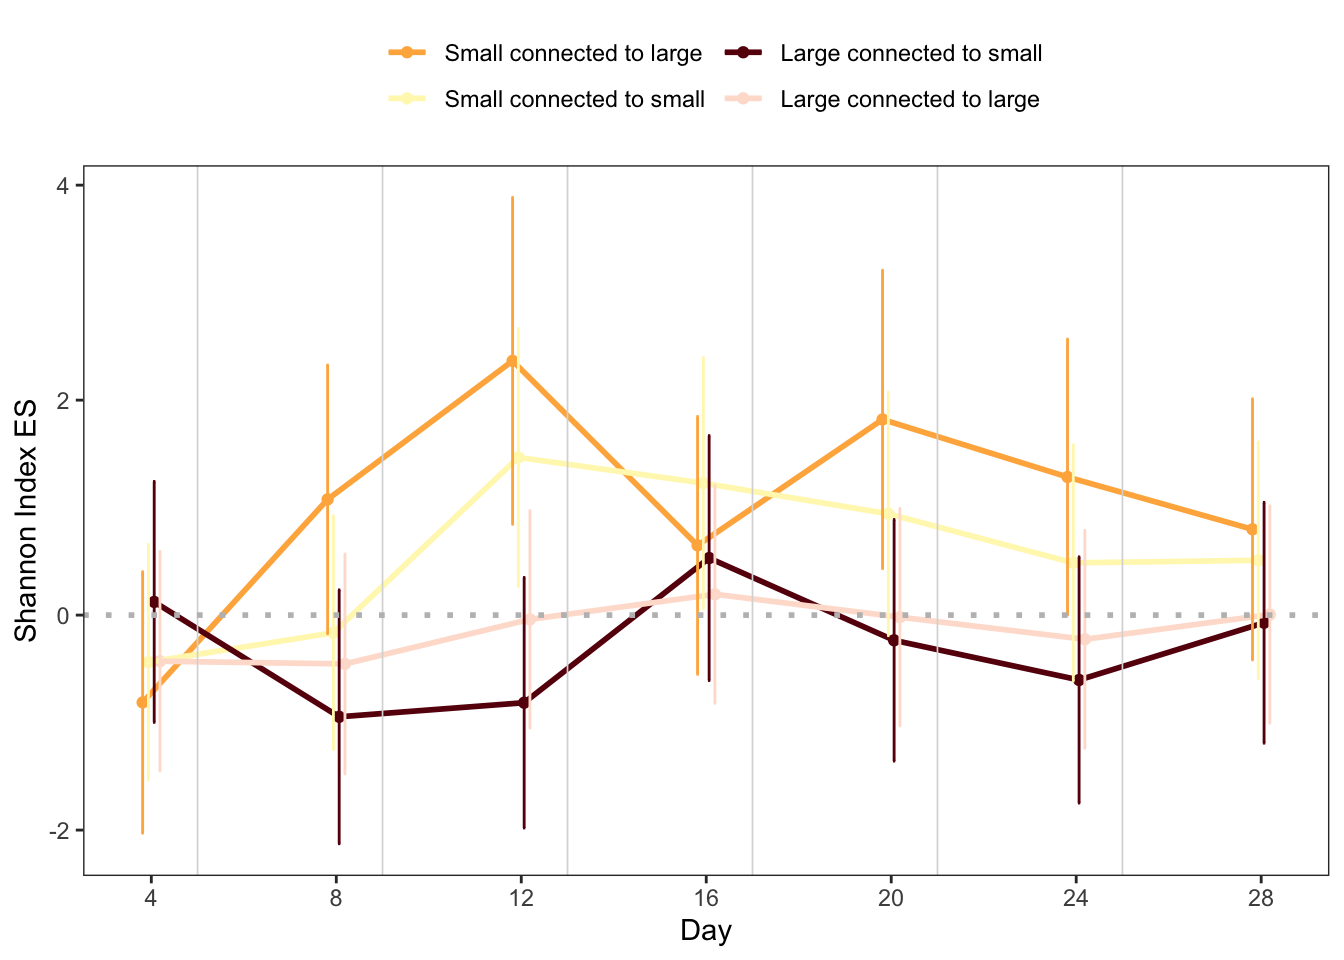 Small connected to large
Large connected to small
Small connected to small
Large connected to large
Shannon Index ES
4
2
0
-2
4
8
12
16
20
24
28
Day